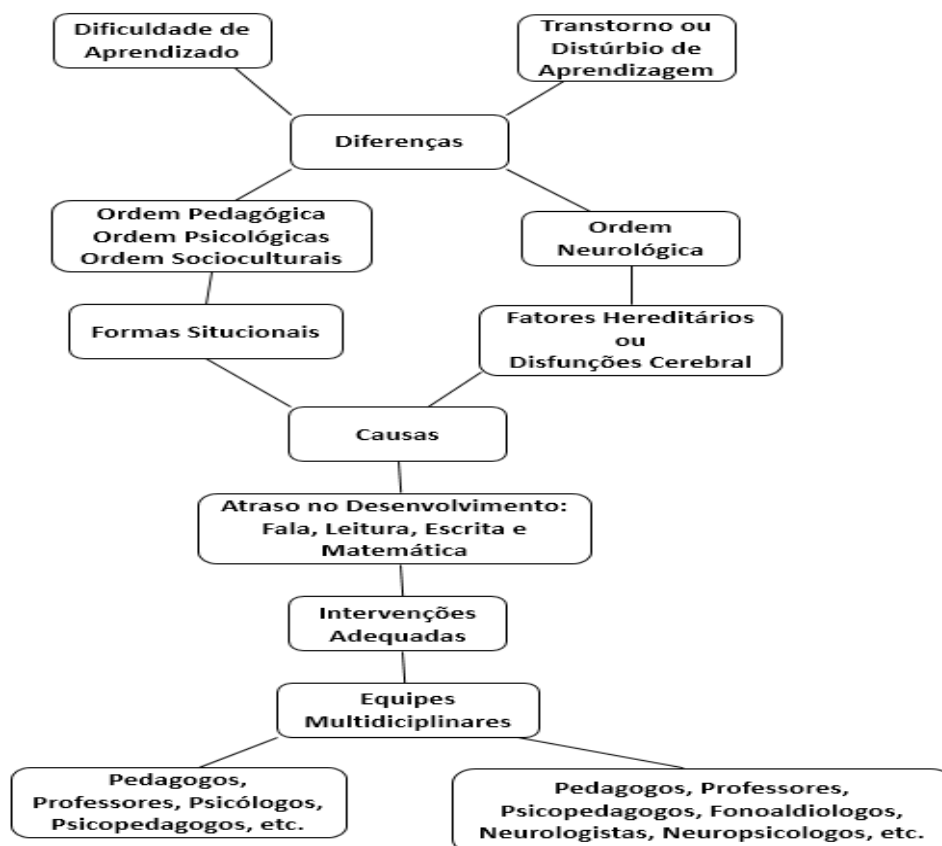 Dificuldade de
Aprendizado
Transtorno ou
Distúrbio de
Aprendizagem
Diferenças
Ordem Pedagógica
Ordem Psicológicas
Ordem Socioculturais
Ordem
Neurológica
Formas Situcionais
Fatores Hereditários
ou
Disfunções Cerebral
Causas
Atraso no Desenvolvimento:
Fala, Leitura, Escrita e
Matemática
Intervenções
Adequadas
Equipes
Multidiciplinares
Pedagogos,
Professores, Psicólogos,
Psicopedagogos, etc.
Pedagogos, Professores,
Psicopedagogos, Fonoaldiologos,
Neurologistas, Neuropsicologos, etc.